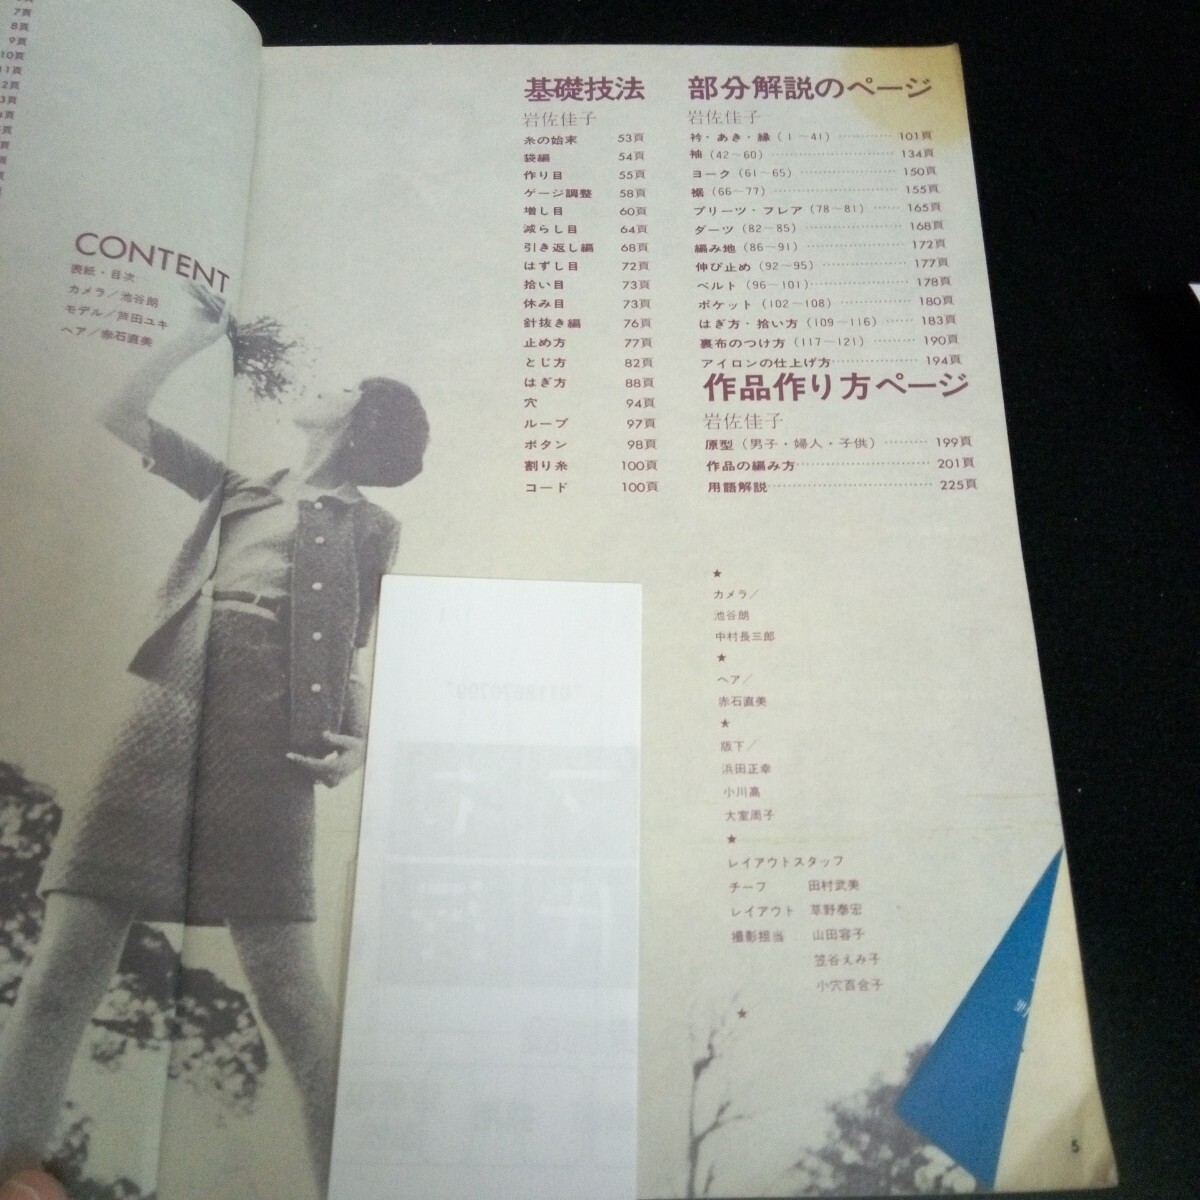 7頁
8頁
9頁
10頁
11頁
CONTENT
表紙・目次
カメラ／池谷朗
モデル／芦田ユキ
ヘア／赤石直美
基礎技法
岩佐佳子
糸の始末 53頁
袋編 54頁
作り目 55頁
ゲージ調整 58頁
増し目 60頁
減らし目 64頁
引き返し編 68頁
はずし目 72頁
拾い目 73頁
休み目 73頁
針抜き編 76頁
止め方 77頁
とじ方 82頁
はぎ方 88頁
穴 94頁
ループ 97頁
ボタン 98頁
割り糸 100頁
コード 100頁
部分解説のページ
岩佐佳子
衿・あき・縁（1〜41）…………101頁
袖（42〜60）…………………134頁
ヨーク（61〜65）………………150頁
裾（66〜77）…………………155頁
プリーツ・フレア（78〜81）……165頁
ダーツ（82〜85）………………168頁
編み地（86〜91）………………172頁
伸び止め（92〜95）……………177頁
ベルト（96〜101）………………178頁
ポケット（102〜108）……………180頁
はぎ方・拾い方（109〜116）……183頁
裏布のつけ方（117〜121）………190頁
アイロンの仕上げ方……………194頁
作品作り方ページ
岩佐佳子
原型（男子・婦人・子供）………199頁
作品の編み方…………………201頁
用語解説………………………225頁
★
カメラ／
池谷朗
中村長三郎
★
ヘア／
赤石直美
★
版下／
浜田正幸
小川高
大室周子
★
レイアウトスタッフ
チーフ 田村武美
レイアウト 草野泰宏
撮影担当 山田容子
笠谷えみ子
小穴百合子
★
5